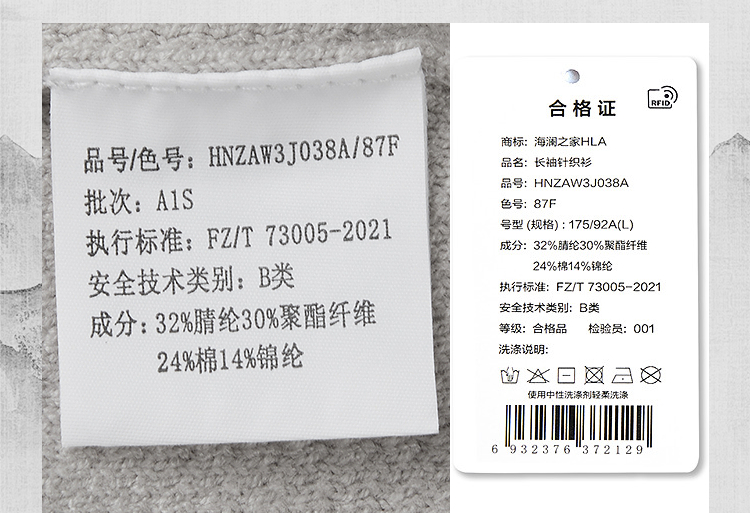 品号/色号：HNZAW3J038A/87F
批次：A1S
执行标准：FZ/T 73005-2021
安全技术类别：B类
成分：32%腈纶30%聚酯纤维
24%棉14%锦纶
合格证
RFID
商标: 海澜之家HLA
品名: 长袖针织衫
品号: HNZAW3J038A
色号: 87F
号型 (规格) : 175/92A(L)
成分: 32%腈纶30%聚酯纤维
24%棉14%锦纶
执行标准: FZ/T 73005-2021
安全技术类别: B类
等级: 合格品 检验员: 001
洗涤说明:
使用中性洗涤剂轻柔洗涤
6 932376 372129